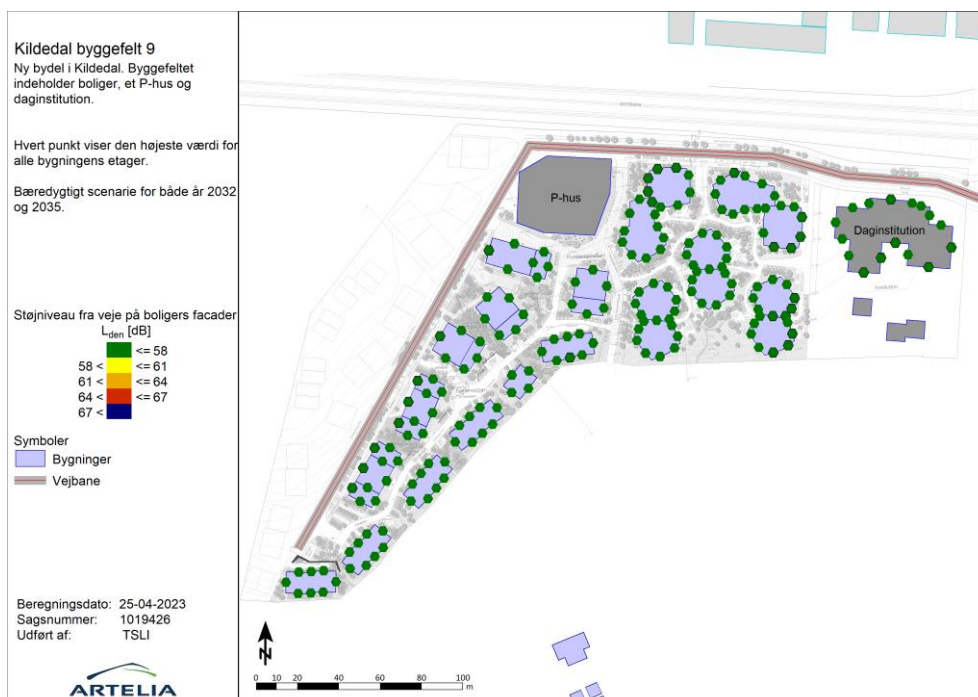 Kildedal byggefelt 9
Ny bydel i Kildedal. Byggefeltet
indeholder boliger, et P-hus og
daginstitution.
Hvert punkt viser den højeste værdi for
alle bygningens etager.
Bæredygtigt scenarie for både år 2032
og 2035.
Støjniveau fra veje på boligers facader
Lden [dB]
<= 58
58 < <= 61
61 < <= 64
64 < <= 67
67 <
Symboler
Bygninger
Vejbane
Beregningsdato: 25-04-2023
Sagsnummer: 1019426
Udført af: TSLI
ARTELIA
Jernbane
P-hus
Daginstitution
N
0 10 20 40 60 80 100
m